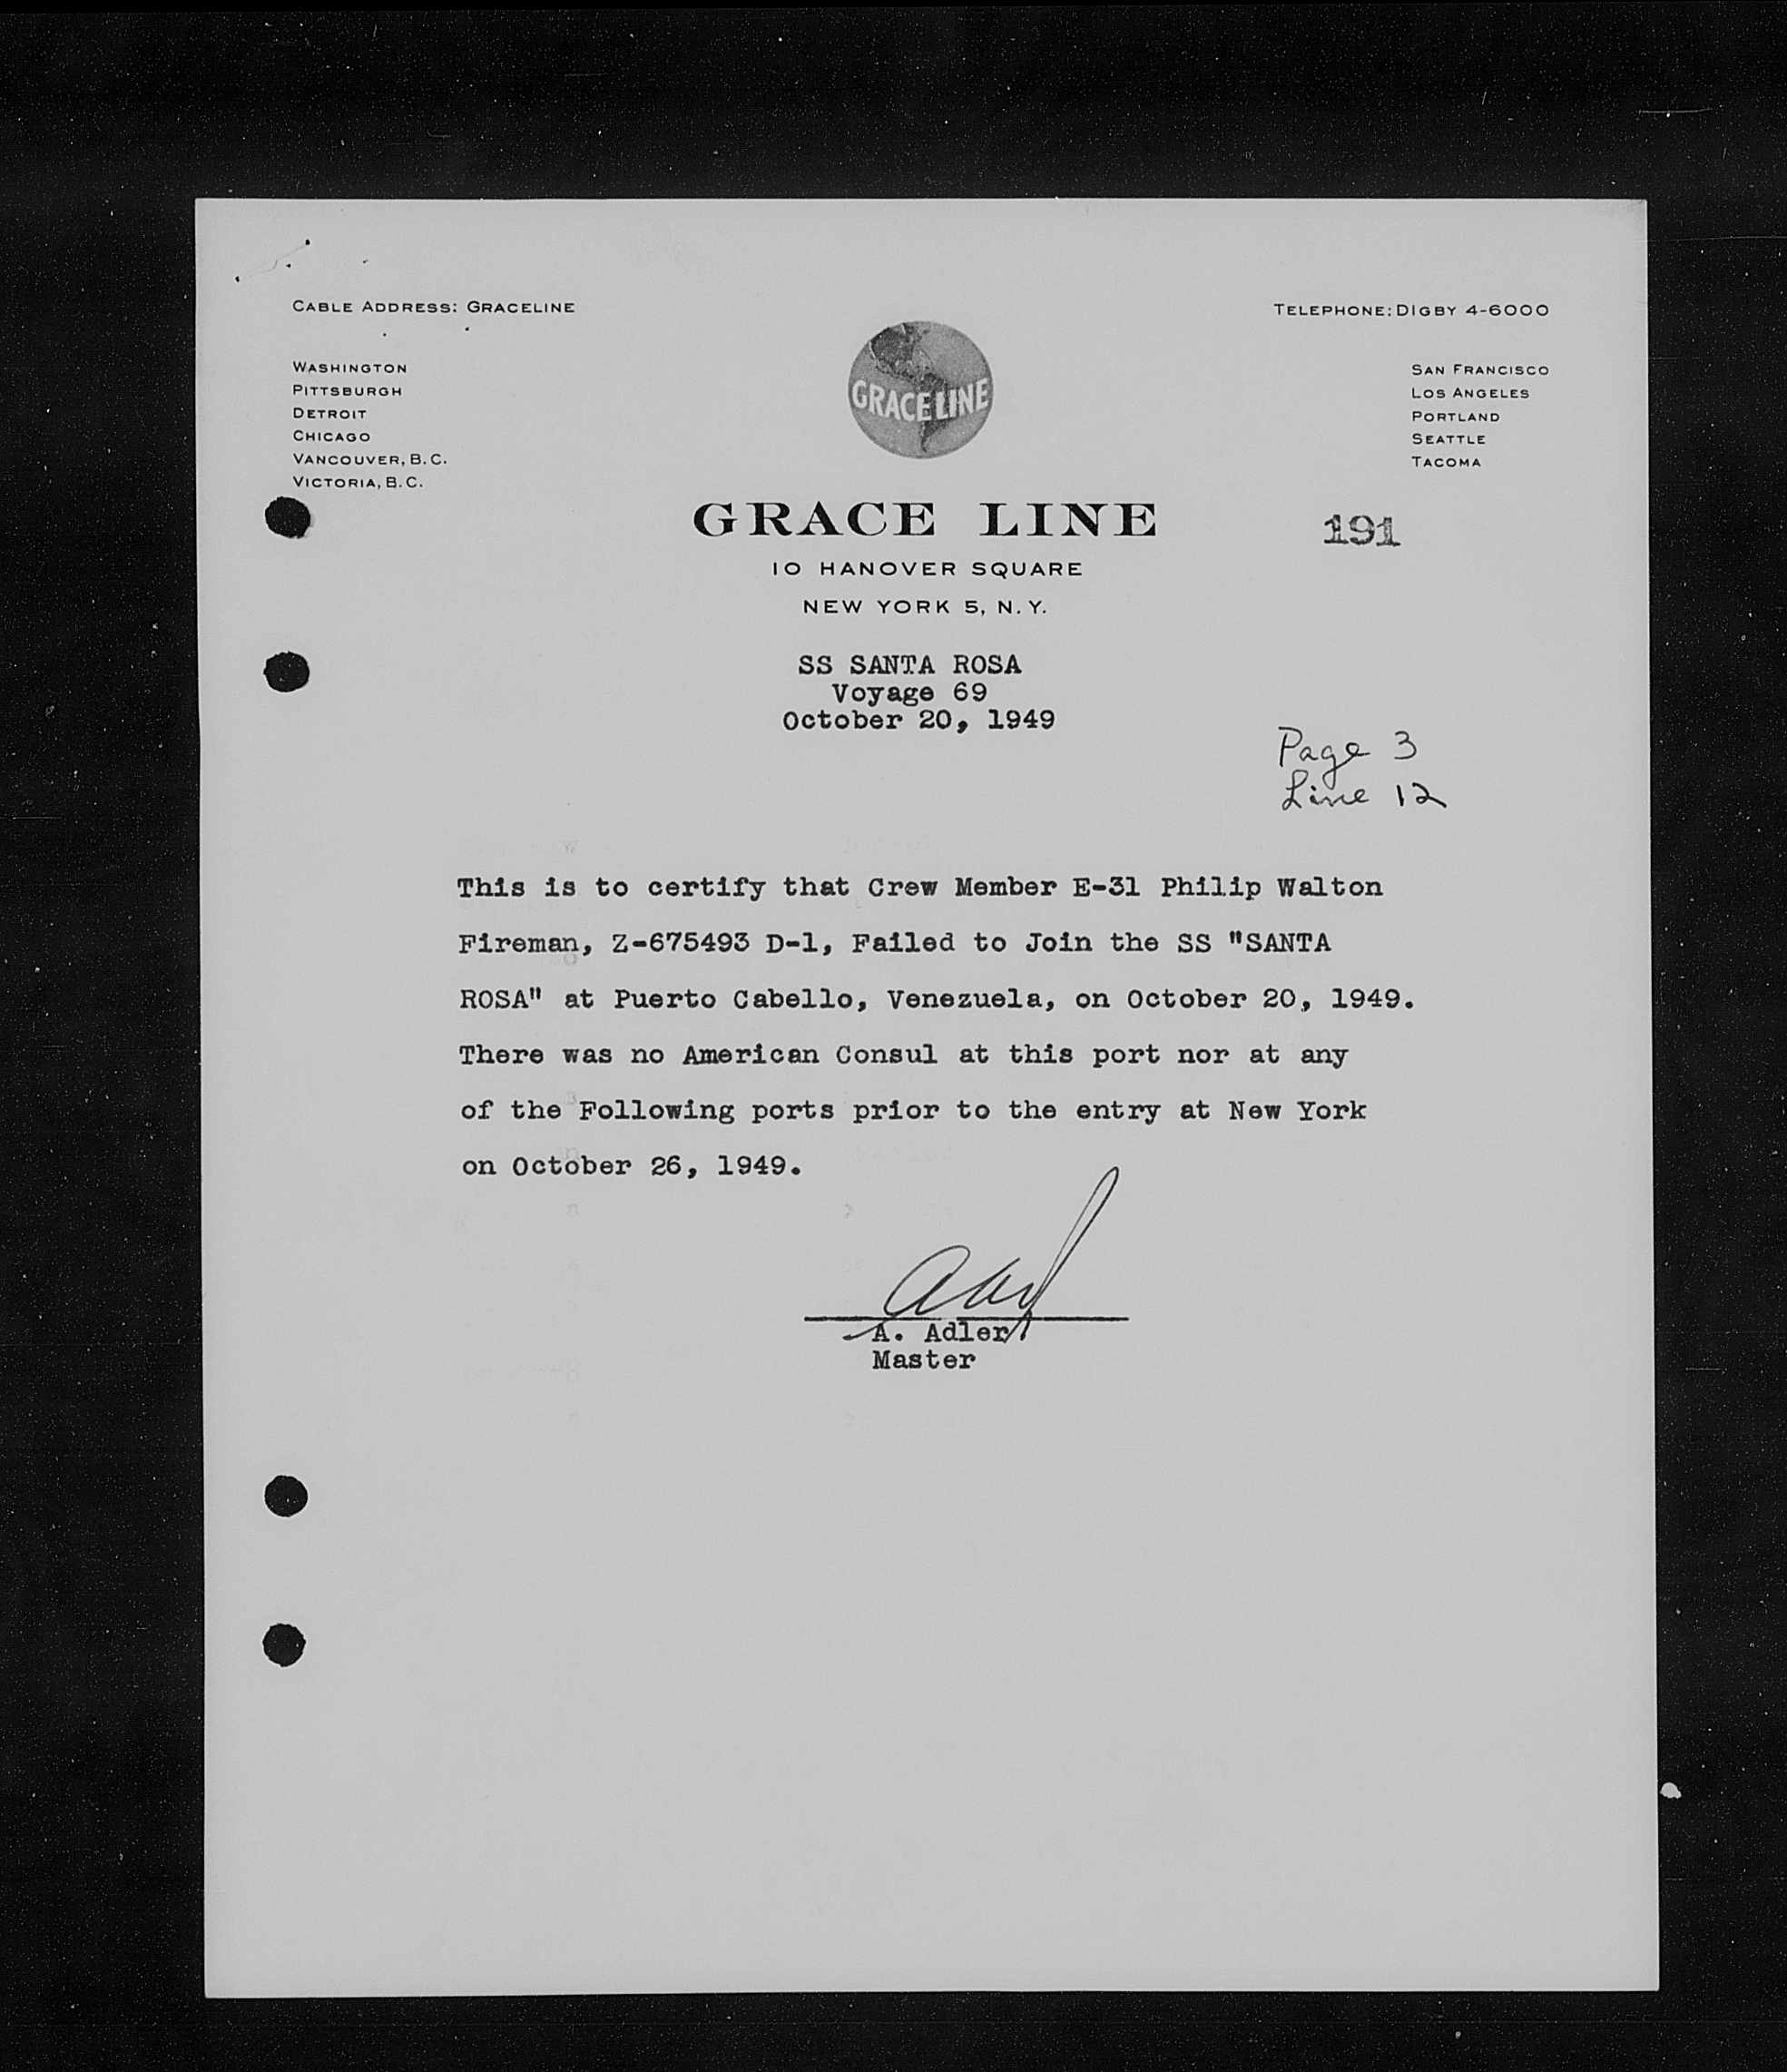 CABLE ADDRESS: GRACELINE
TELEPHONE: DIGBY 4-6000
WASHINGTON
PITTSBURGH
DETROIT
CHICAGO
VANCOUVER, B.C.
VICTORIA, B.C.
GRACE LINE
SAN FRANCISCO
LOS ANGELES
PORTLAND
SEATTLE
TACOMA
GRACE LINE
191
10 HANOVER SQUARE
NEW YORK 5, N.Y.
SS SANTA ROSA
Voyage 69
October 20, 1949
Page 3
Line 12
This is to certify that Crew Member E-31 Philip Walton
Fireman, Z-675493 D-1, Failed to Join the SS "SANTA
ROSA" at Puerto Cabello, Venezuela, on October 20, 1949.
There was no American Consul at this port nor at any
of the Following ports prior to the entry at New York
on October 26, 1949.
A. Adler
Master